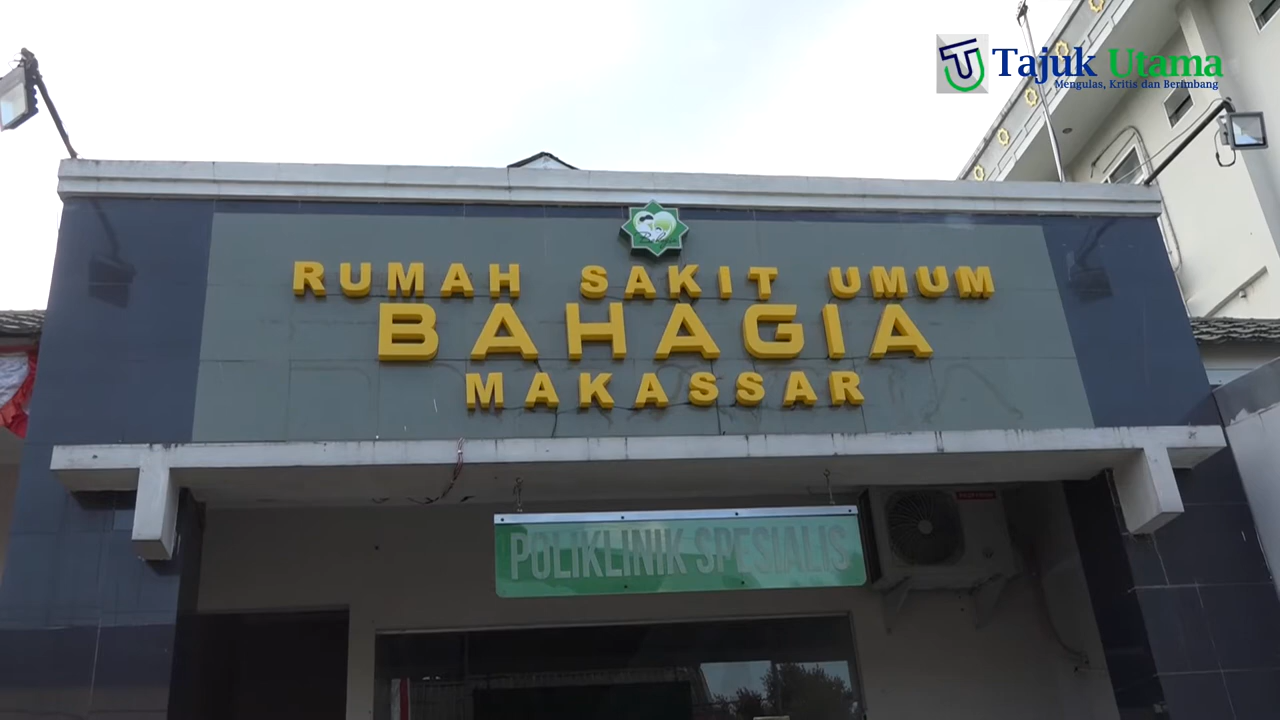 Tajuk Utama
Mengulas, Kritis dan Berimbang
RUMAH SAKIT UMUM
BAHAGIA
MAKASSAR
POLIKLINIK SPESIALIS